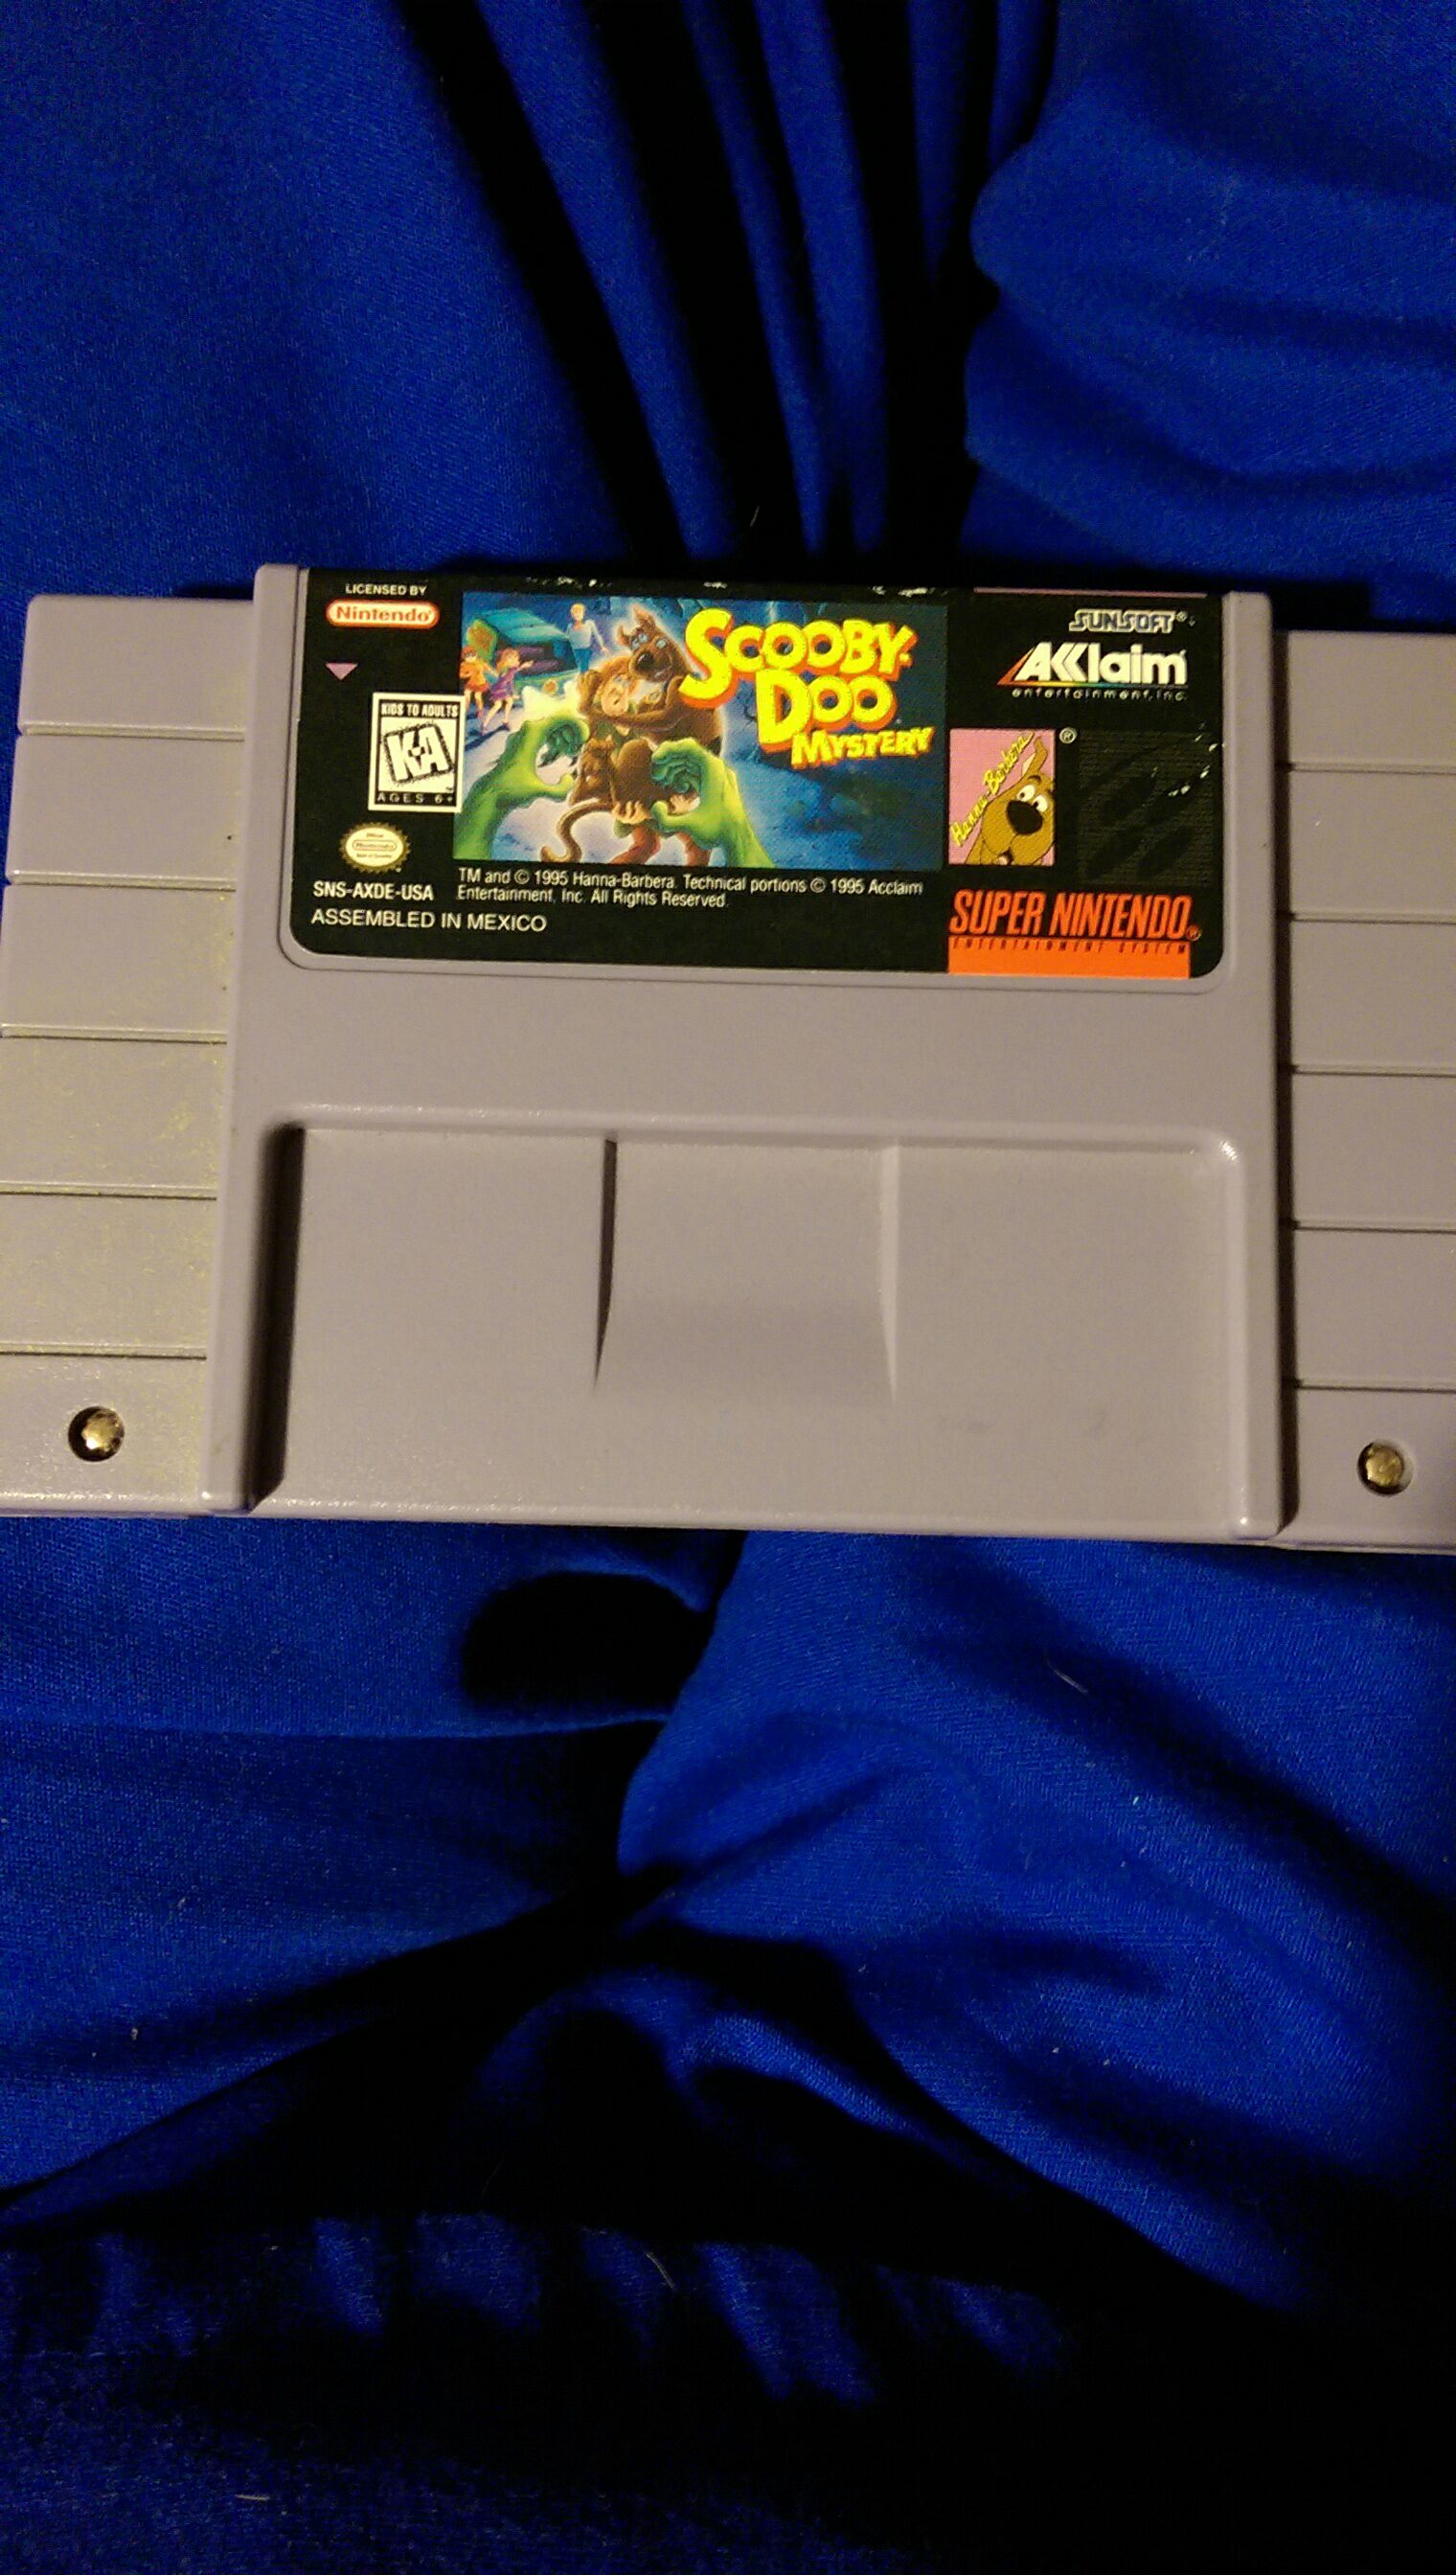 LICENSED BY
Nintendo®
KIDS TO ADULTS
K-A
AGES 6+
SNS-AXDE-USA
ASSEMBLED IN MEXICO
SCOOBY-
DOO
MYSTERY
TM and © 1995 Hanna-Barbera. Technical portions © 1995 Acclaim
Entertainment, Inc. All Rights Reserved.
SUNSOFT®
AKKlaim
entertainment, inc.
Hanna-Barbera
®
SUPER NINTENDO®
ENTERTAINMENT SYSTEM